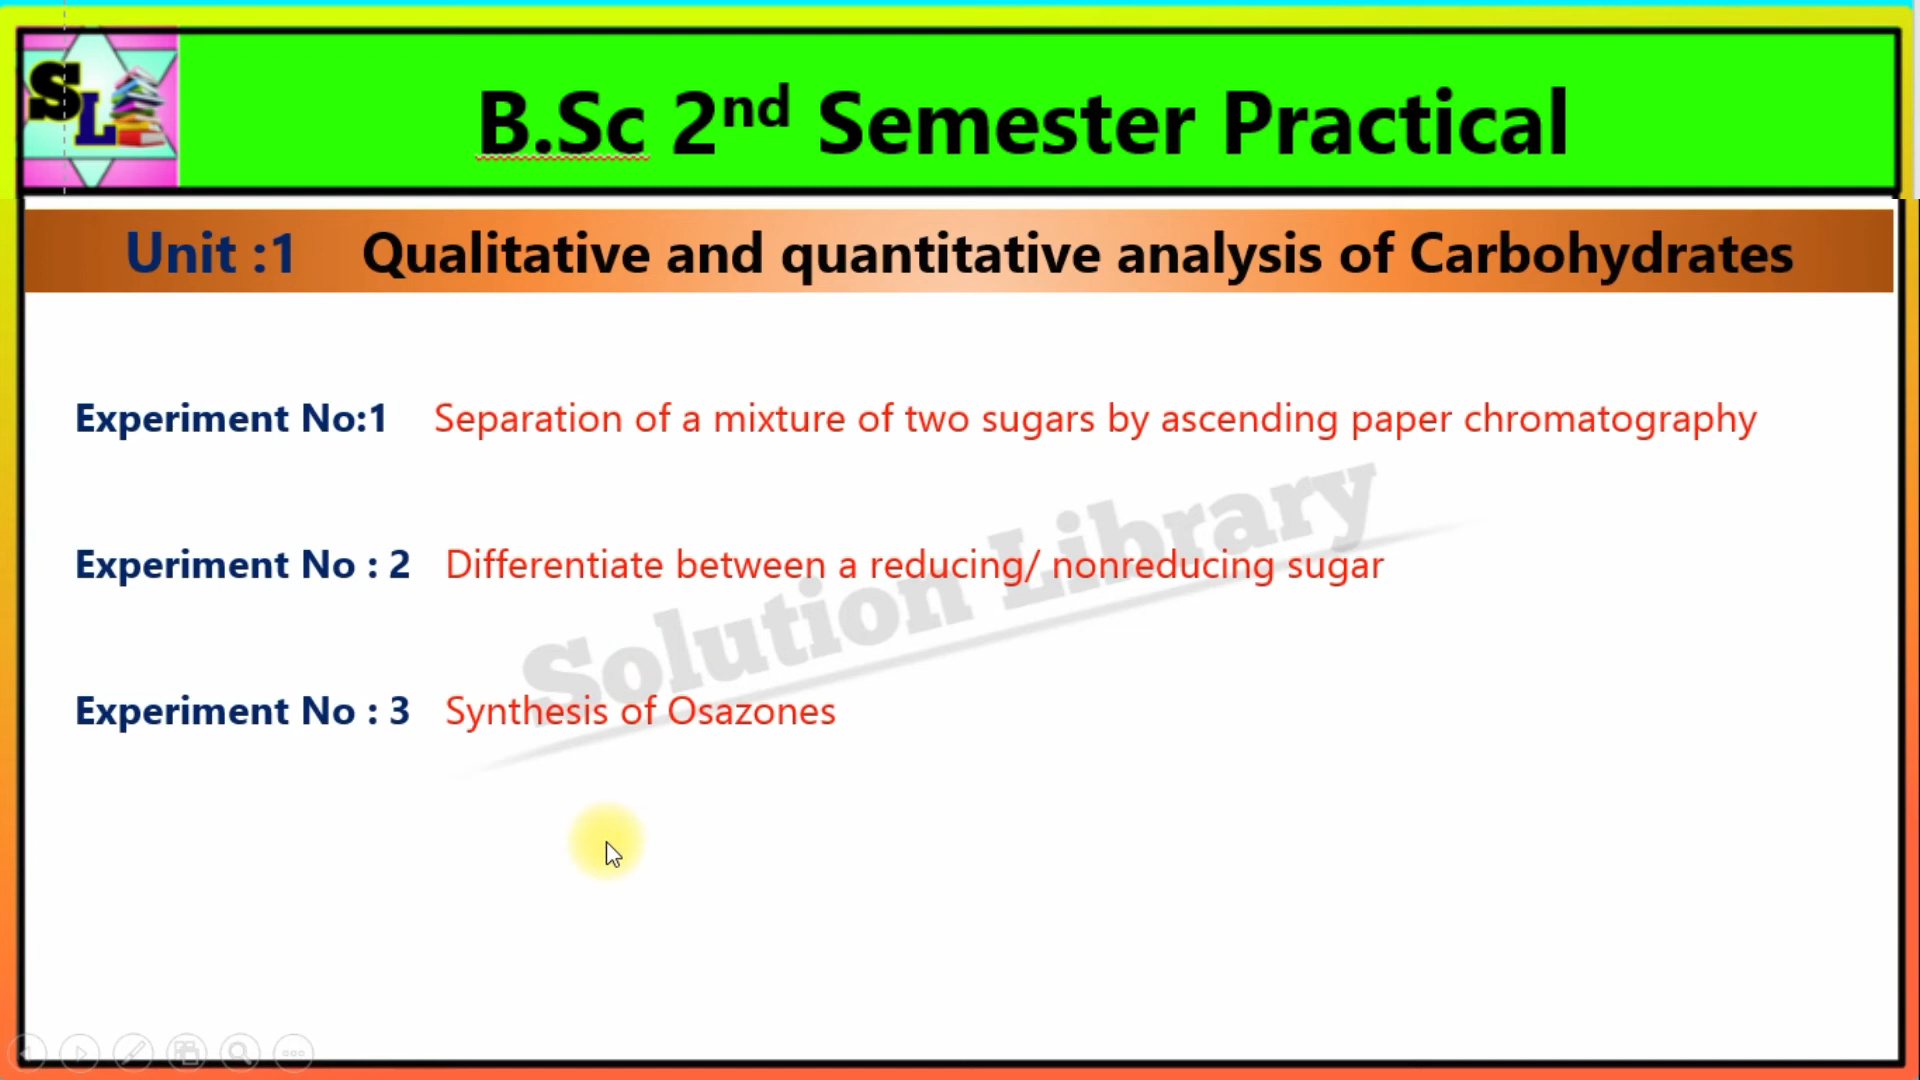 SL
B.Sc 2nd Semester Practical
Unit :1 Qualitative and quantitative analysis of Carbohydrates
Experiment No:1 Separation of a mixture of two sugars by ascending paper chromatography
Experiment No : 2 Differentiate between a reducing/ nonreducing sugar
Solution Library
Experiment No : 3 Synthesis of Osazones